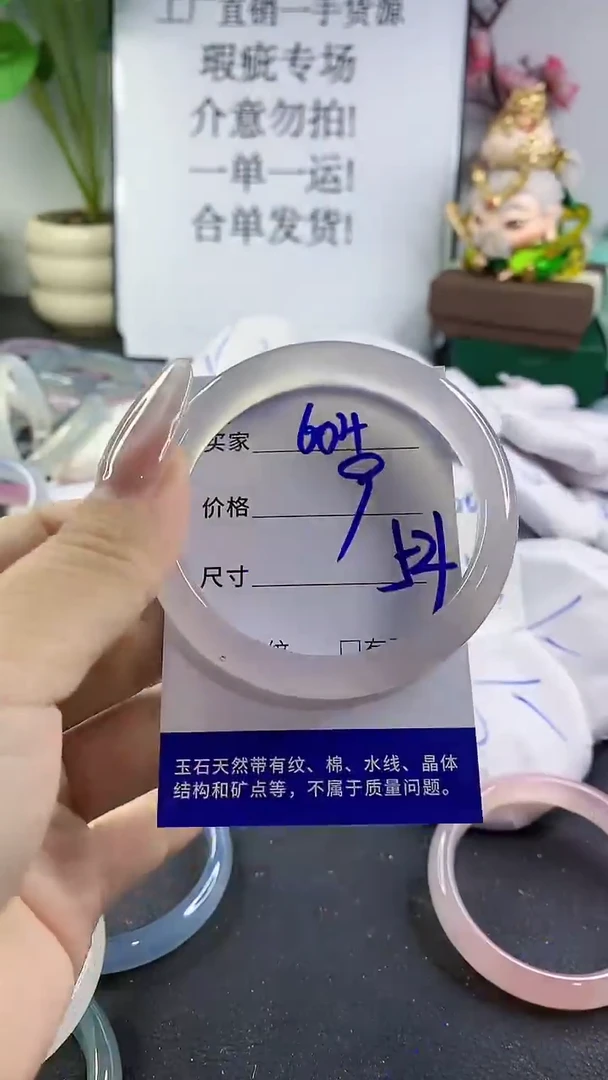 工厂直销一手货源
瑕疵专场
介意勿拍!
一单一运!
合单发货!
买家 604
价格
尺寸 54
玉石天然带有纹、棉、水线、晶体
结构和矿点等，不属于质量问题。